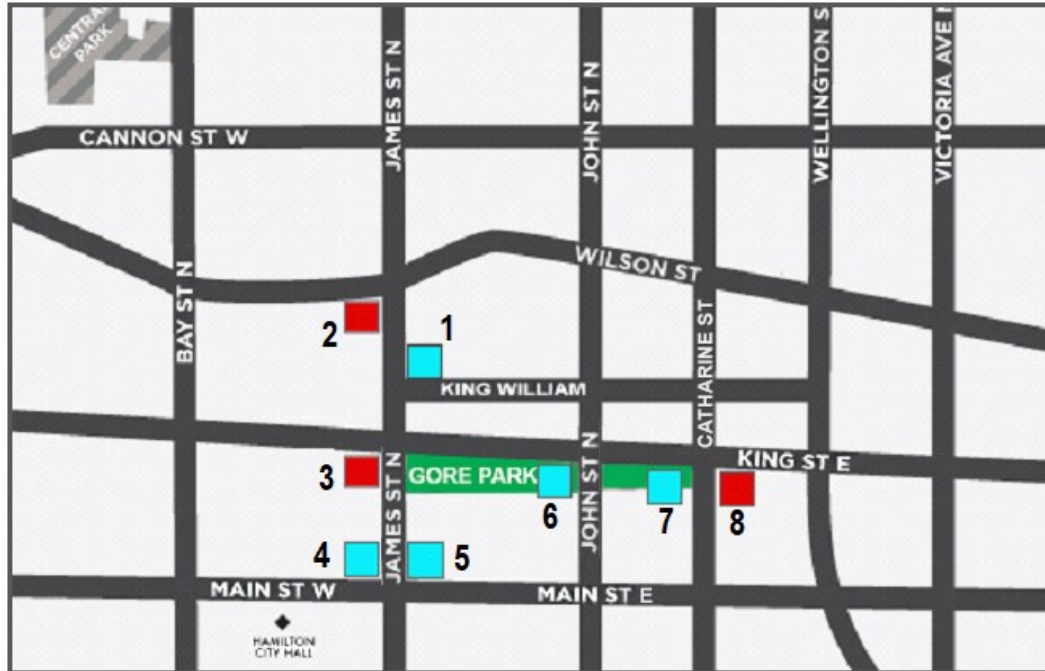 CENTRAL
PARK
CANNON ST W
JAMES ST N
JOHN ST N
WELLINGTON S
VICTORIA AVE N
BAY ST N
WILSON ST
CATHARINE ST
2
1
KING WILLIAM
KING ST E
3
JAMES ST N
GORE PARK
6
JOHN ST N
7
8
4
5
MAIN ST W
MAIN ST E
HAMILTON
CITY HALL